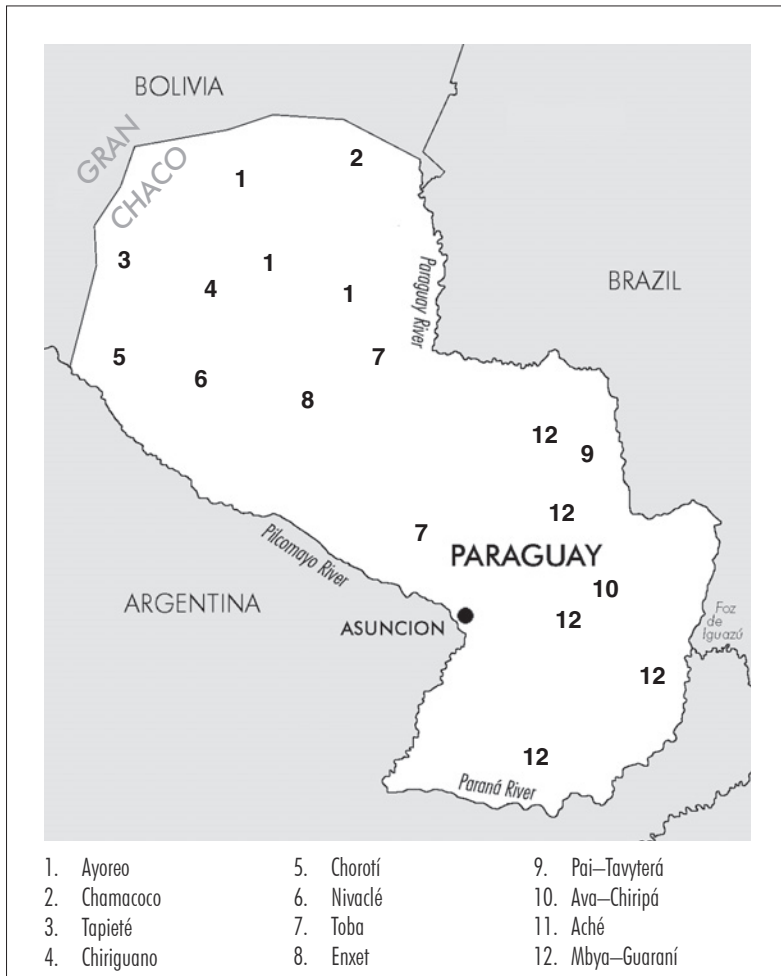 BOLIVIA
GRAN
CHACO
2
1
3
1
4
1
Paraguay River
BRAZIL
5
7
6
8
12
9
12
7
Pilcomayo River
PARAGUAY
10
ARGENTINA
12
ASUNCION
Foz
de
Iguazú
12
12
Paraná River
1. Ayoreo
2. Chamacoco
3. Tapieté
4. Chiriguano
5. Chorotí
6. Nivaclé
7. Toba
8. Enxet
9. Pai–Tavyterá
10. Ava–Chiripá
11. Aché
12. Mbya–Guaraní